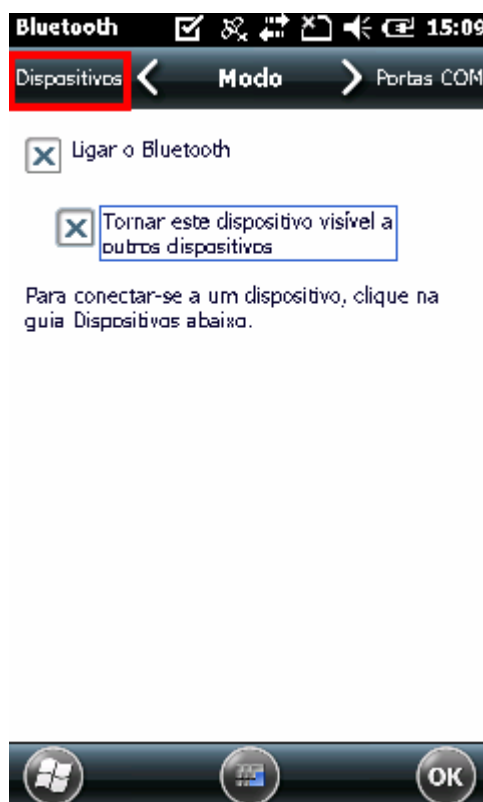 Bluetooth 15:09
Dispositivos Modo Portas COM
Ligar o Bluetooth
Tornar este dispositivo visível a
outros dispositivos
Para conectar-se a um dispositivo, clique na
guia Dispositivos abaixo.
OK